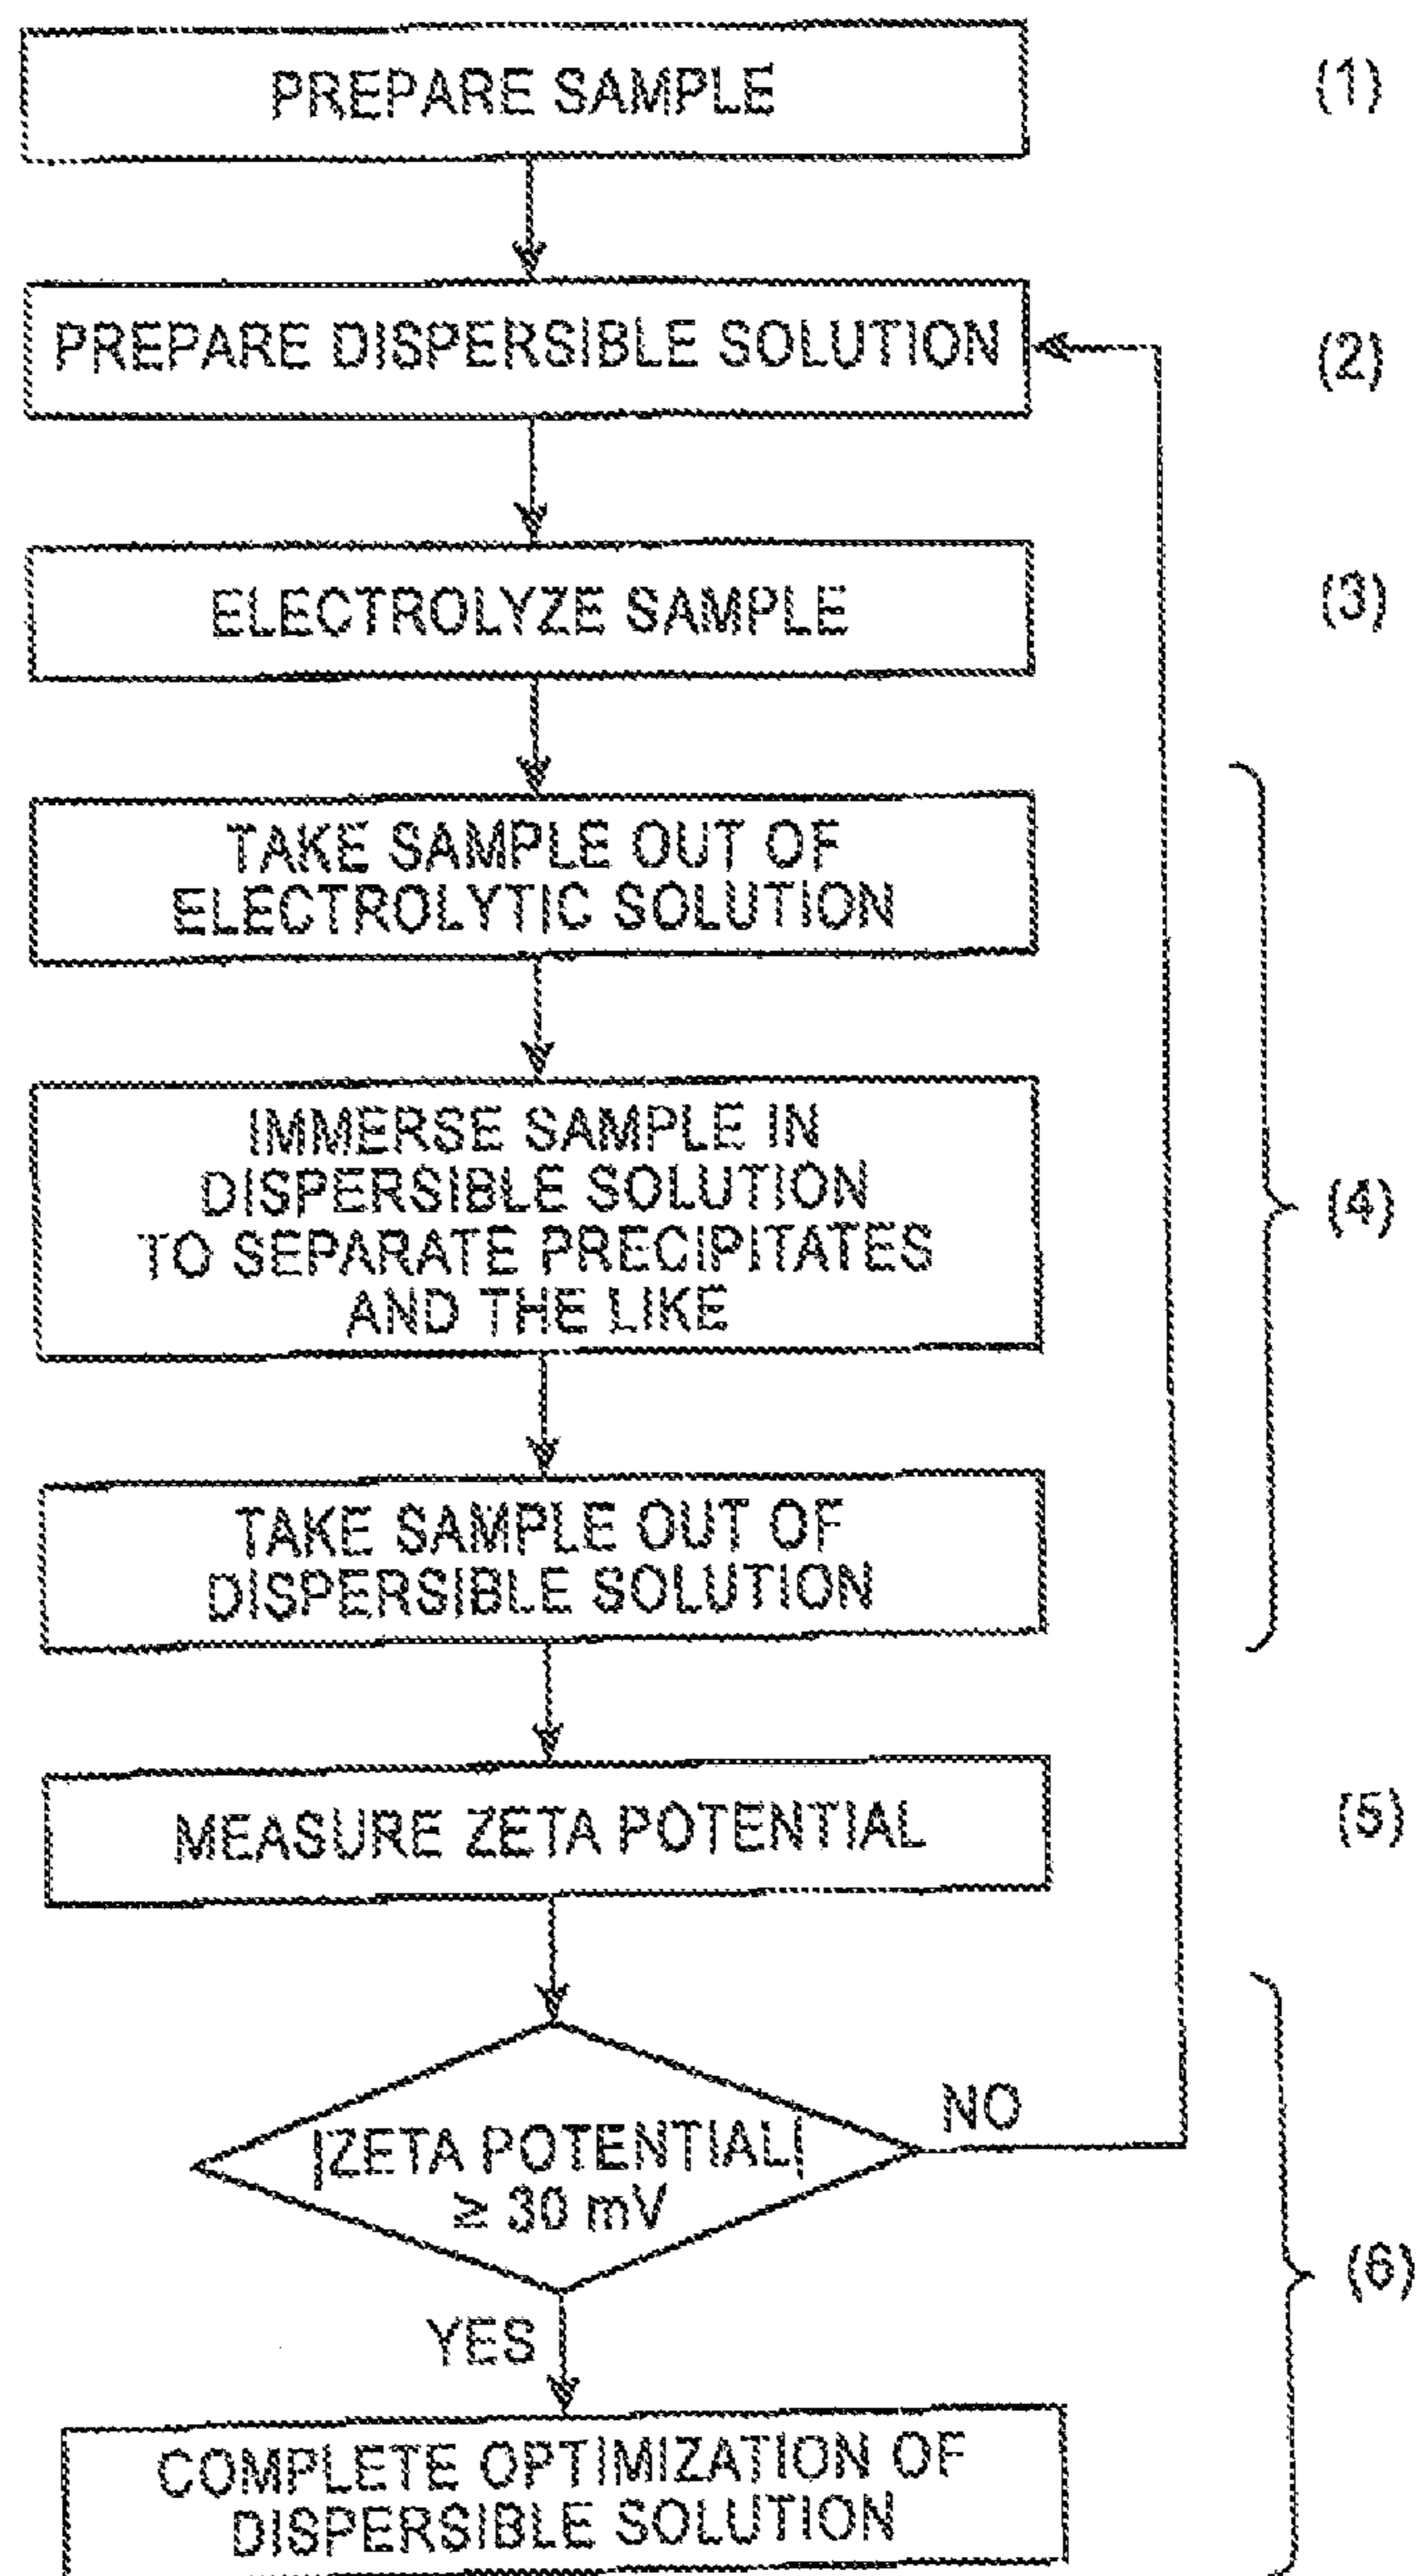 PREPARE SAMPLE
(1)
PREPARE DISPERSIBLE SOLUTION
(2)
ELECTROLYZE SAMPLE
(3)
TAKE SAMPLE OUT OF
ELECTROLYTIC SOLUTION
IMMERSE SAMPLE IN
DISPERSIBLE SOLUTION
TO SEPARATE PRECIPITATES
AND THE LIKE
(4)
TAKE SAMPLE OUT OF
DISPERSIBLE SOLUTION
MEASURE ZETA POTENTIAL
(5)
NO
|ZETA POTENTIAL|
≥ 30 mV
(6)
YES
COMPLETE OPTIMIZATION OF
DISPERSIBLE SOLUTION